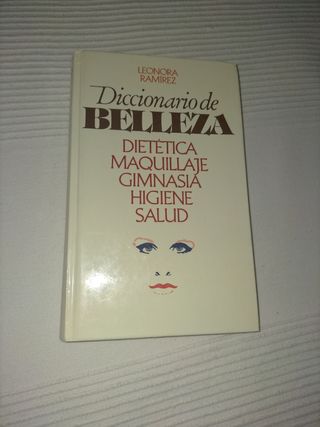 LEONORA
RAMÍREZ
Diccionario de
BELLEZA
DIETÉTICA
MAQUILLAJE
GIMNASIA
HIGIENE
SALUD